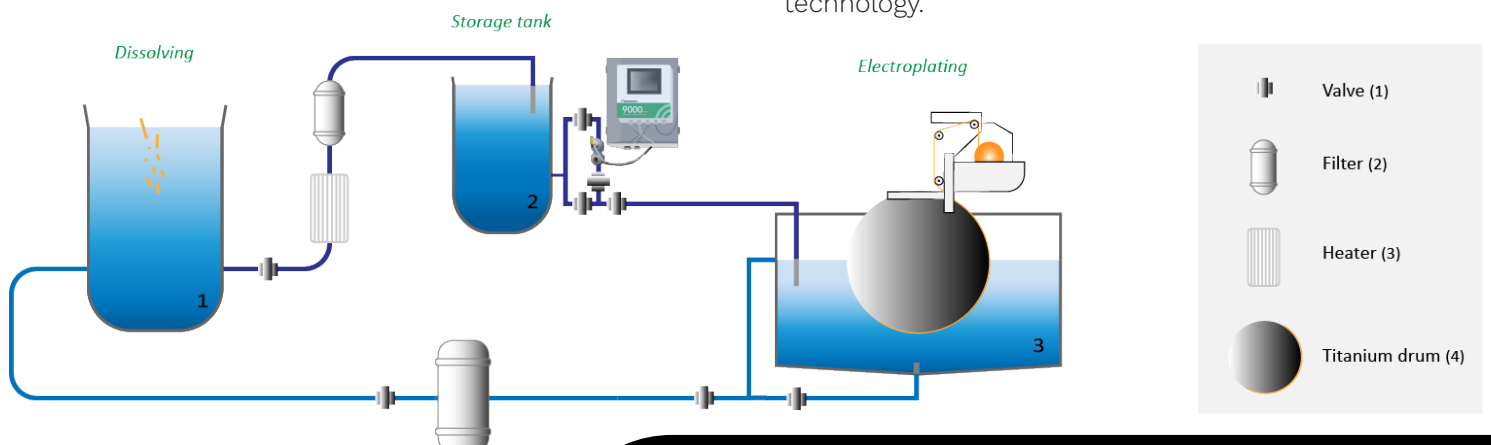 technology.
Storage tank
Dissolving
Electroplating
9000
Valve (1)
Filter (2)
Heater (3)
Titanium drum (4)
1
2
3